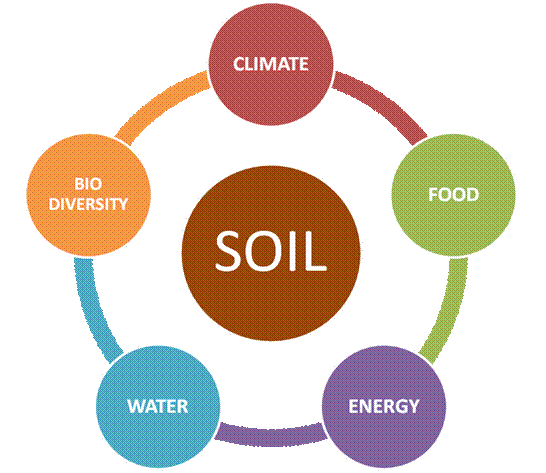 CLIMATE
FOOD
ENERGY
WATER
BIO
DIVERSITY
SOIL